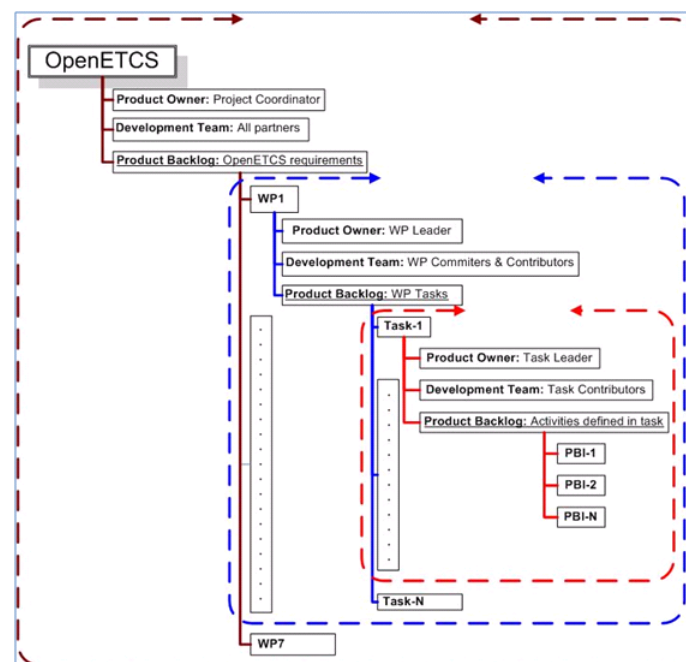 OpenETCS
Product Owner: Project Coordinator
Development Team: All partners
Product Backlog: OpenETCS requirements
WP1
Product Owner: WP Leader
Development Team: WP Commiters & Contributors
Product Backlog: WP Tasks
Task-1
Product Owner: Task Leader
Development Team: Task Contributors
Product Backlog: Activities defined in task
PBI-1
PBI-2
PBI-N
Task-N
WP7